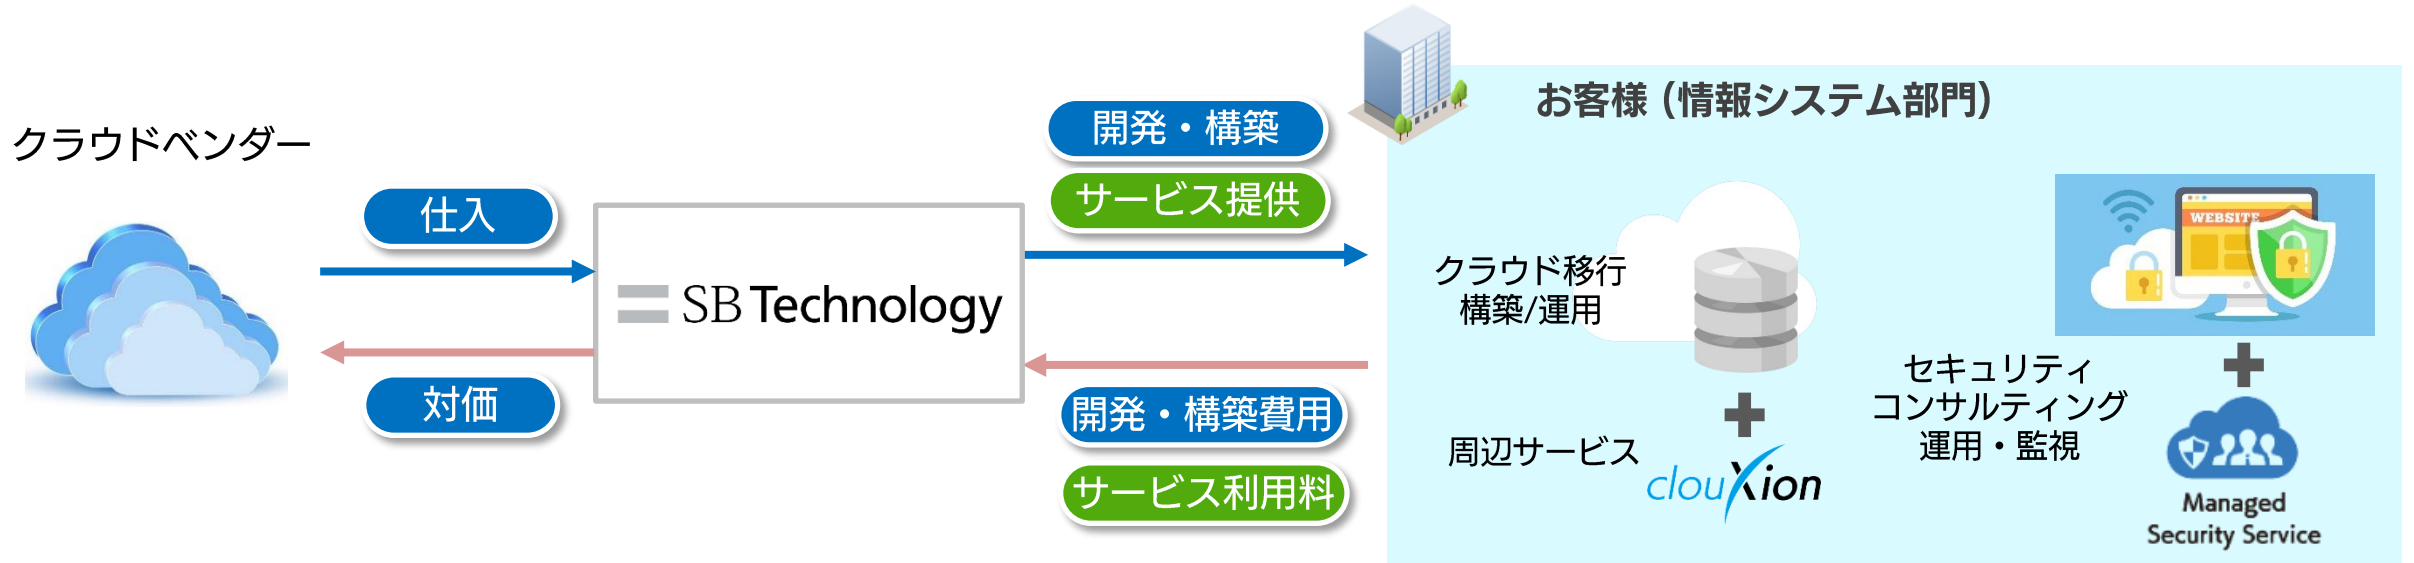 クラウドベンダー
仕入
対価
SB Technology
開発・構築
サービス提供
開発・構築費用
サービス利用料
お客様（情報システム部門）
クラウド移行
構築/運用
周辺サービス
clouXion
WEBSITE
セキュリティ
コンサルティング
運用・監視
Managed
Security Service